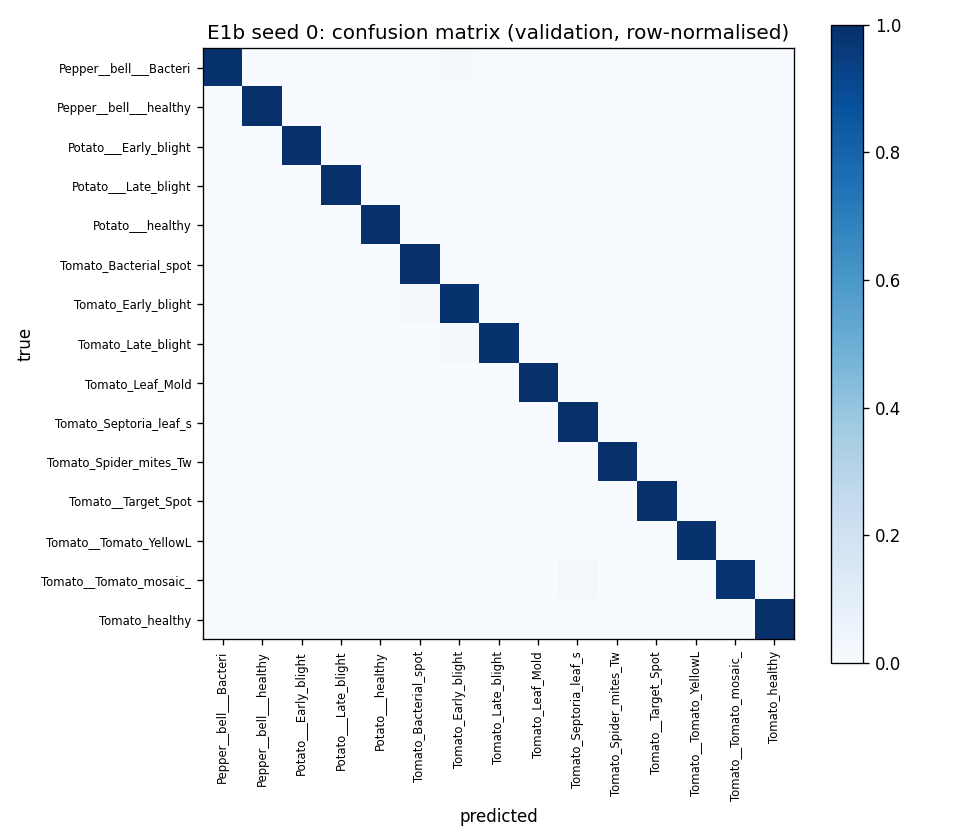 E1b seed 0: confusion matrix (validation, row-normalised)
Pepper__bell___Bacteri
Pepper__bell___healthy
Potato___Early_blight
Potato___Late_blight
Potato___healthy
Tomato_Bacterial_spot
Tomato_Early_blight
Tomato_Late_blight
Tomato_Leaf_Mold
Tomato_Septoria_leaf_s
Tomato_Spider_mites_Tw
Tomato__Target_Spot
Tomato__Tomato_YellowL
Tomato__Tomato_mosaic_
Tomato_healthy
true
Pepper__bell___Bacteri
Pepper__bell___healthy
Potato___Early_blight
Potato___Late_blight
Potato___healthy
Tomato_Bacterial_spot
Tomato_Early_blight
Tomato_Late_blight
Tomato_Leaf_Mold
Tomato_Septoria_leaf_s
Tomato_Spider_mites_Tw
Tomato__Target_Spot
Tomato__Tomato_YellowL
Tomato__Tomato_mosaic_
Tomato_healthy
predicted
1.0
0.8
0.6
0.4
0.2
0.0